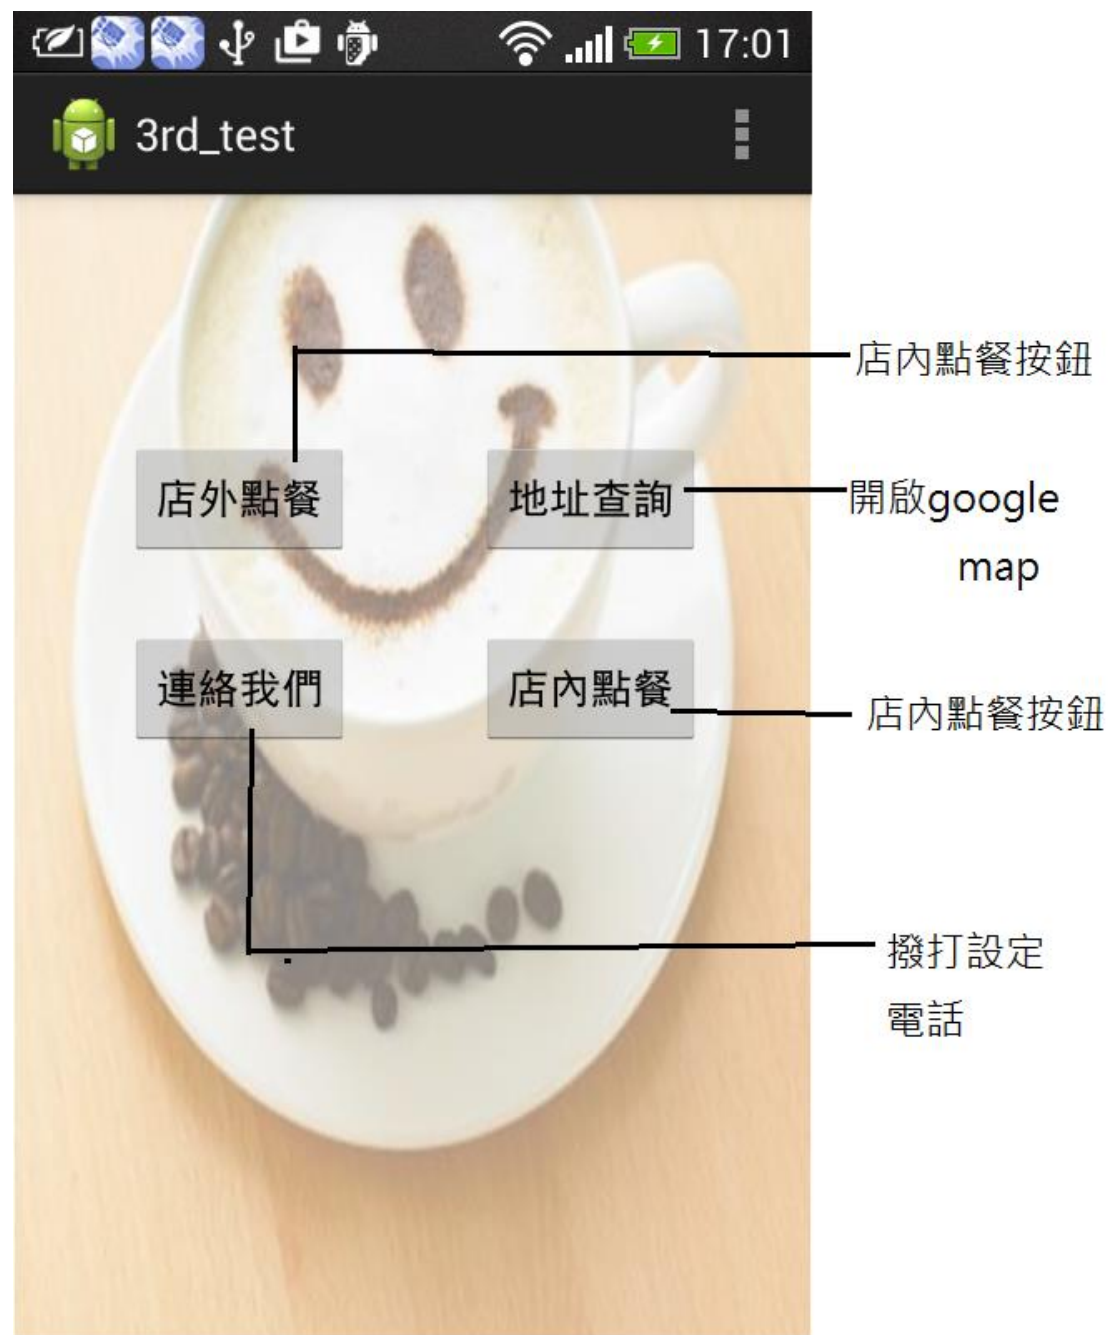 17:01
3rd_test
店內點餐按鈕
店外點餐
地址查詢
開啟google
map
連絡我們
店內點餐
店內點餐按鈕
撥打設定
電話